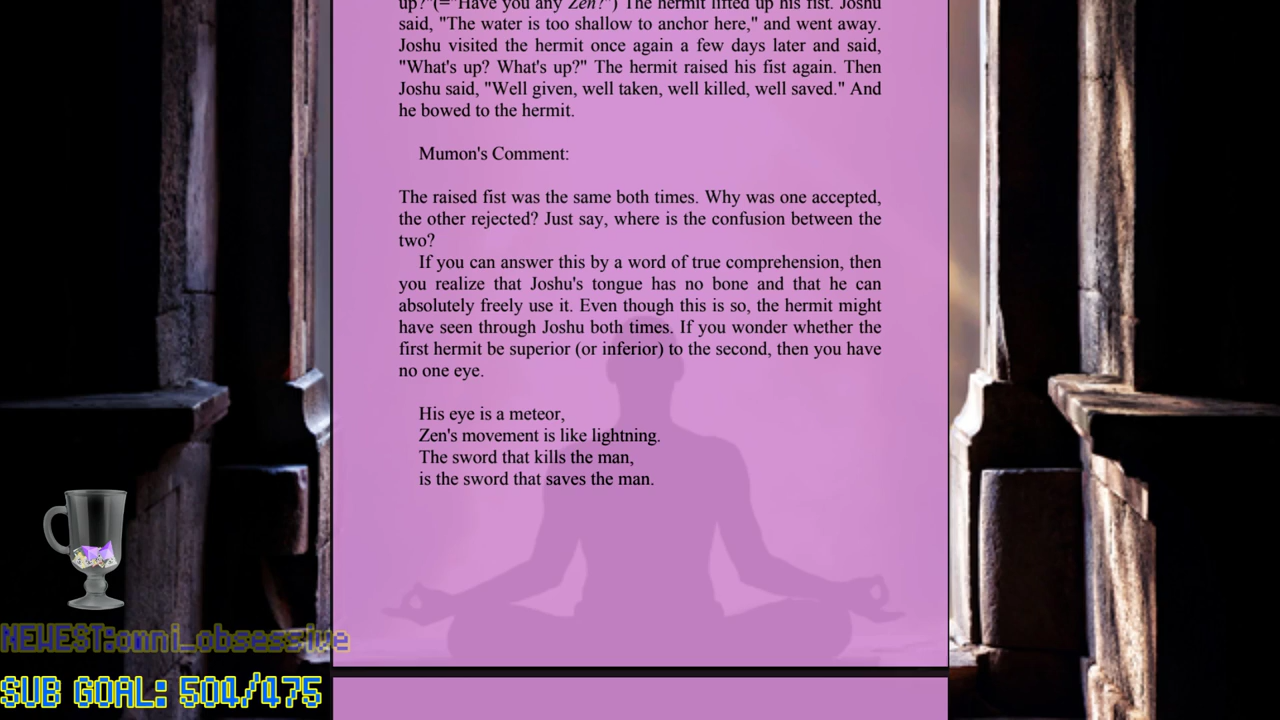 up?"(="Have you any Zen?") The hermit lifted up his fist. Joshu
said, "The water is too shallow to anchor here," and went away.
Joshu visited the hermit once again a few days later and said,
"What's up? What's up?" The hermit raised his fist again. Then
Joshu said, "Well given, well taken, well killed, well saved." And
he bowed to the hermit.
Mumon's Comment:
The raised fist was the same both times. Why was one accepted,
the other rejected? Just say, where is the confusion between the
two?
If you can answer this by a word of true comprehension, then
you realize that Joshu's tongue has no bone and that he can
absolutely freely use it. Even though this is so, the hermit might
have seen through Joshu both times. If you wonder whether the
first hermit be superior (or inferior) to the second, then you have
no one eye.
His eye is a meteor,
Zen's movement is like lightning.
The sword that kills the man,
is the sword that saves the man.
NEWEST:omni_obsessive
SUB GOAL: 504/475